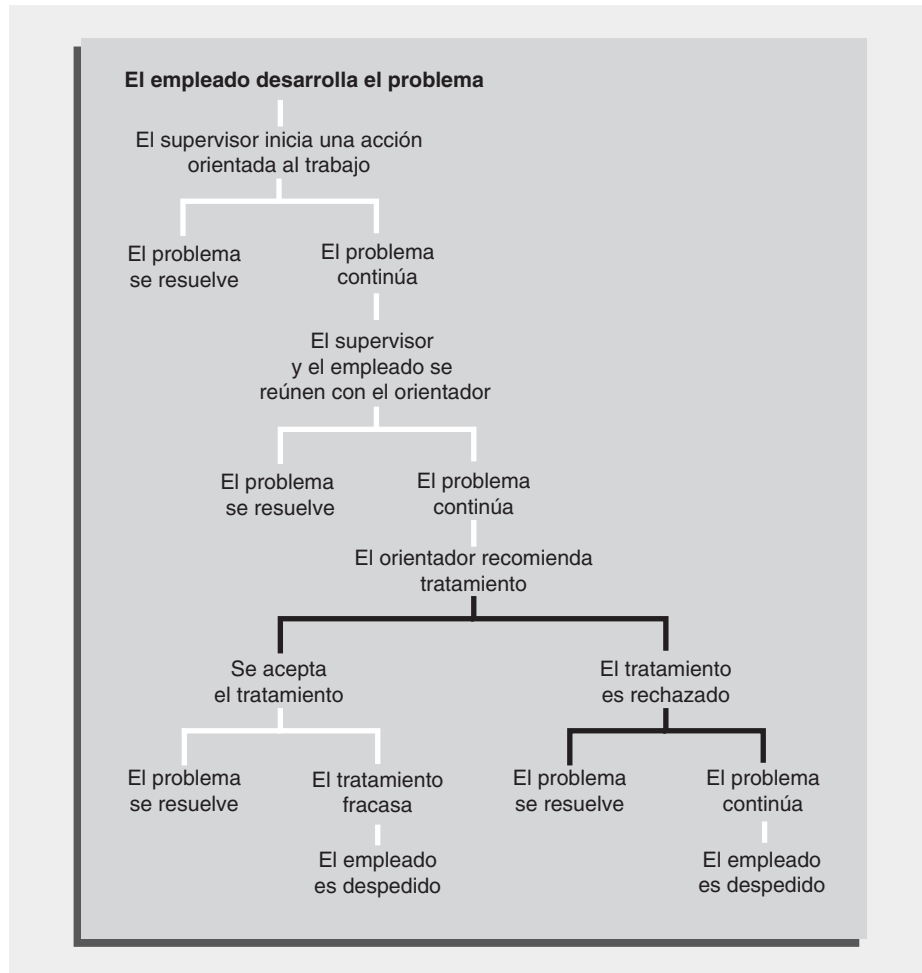 El empleado desarrolla el problema
El supervisor inicia una acción
orientada al trabajo
El problema
se resuelve
El problema
continúa
El supervisor
y el empleado se
reúnen con el orientador
El problema
se resuelve
El problema
continúa
El orientador recomienda
tratamiento
Se acepta
el tratamiento
El tratamiento
es rechazado
El problema
se resuelve
El tratamiento
fracasa
El problema
se resuelve
El problema
continúa
El empleado
es despedido
El empleado
es despedido